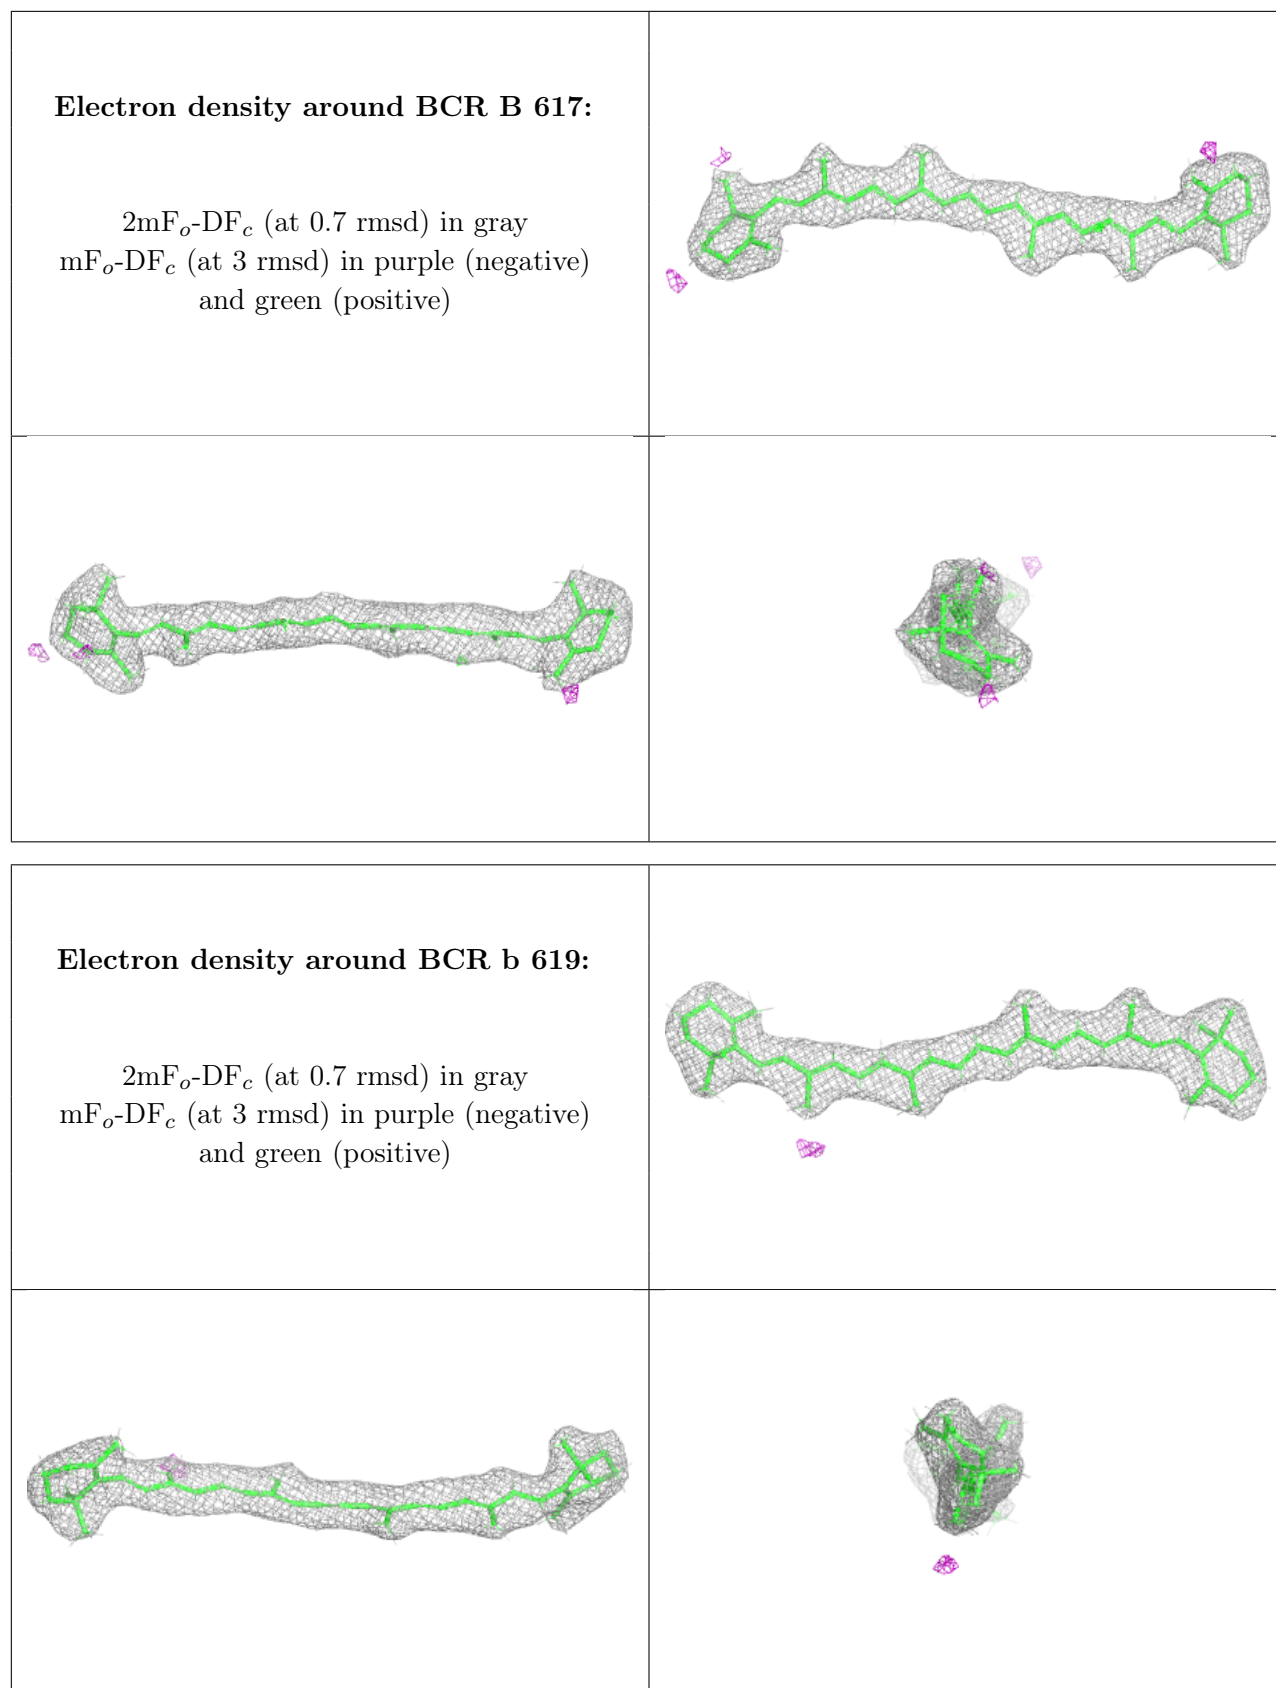 Electron density around BCR B 617:
2mFₒ-DF𝒸 (at 0.7 rmsd) in gray
mFₒ-DF𝒸 (at 3 rmsd) in purple (negative)
and green (positive)
Electron density around BCR b 619:
2mFₒ-DF𝒸 (at 0.7 rmsd) in gray
mFₒ-DF𝒸 (at 3 rmsd) in purple (negative)
and green (positive)